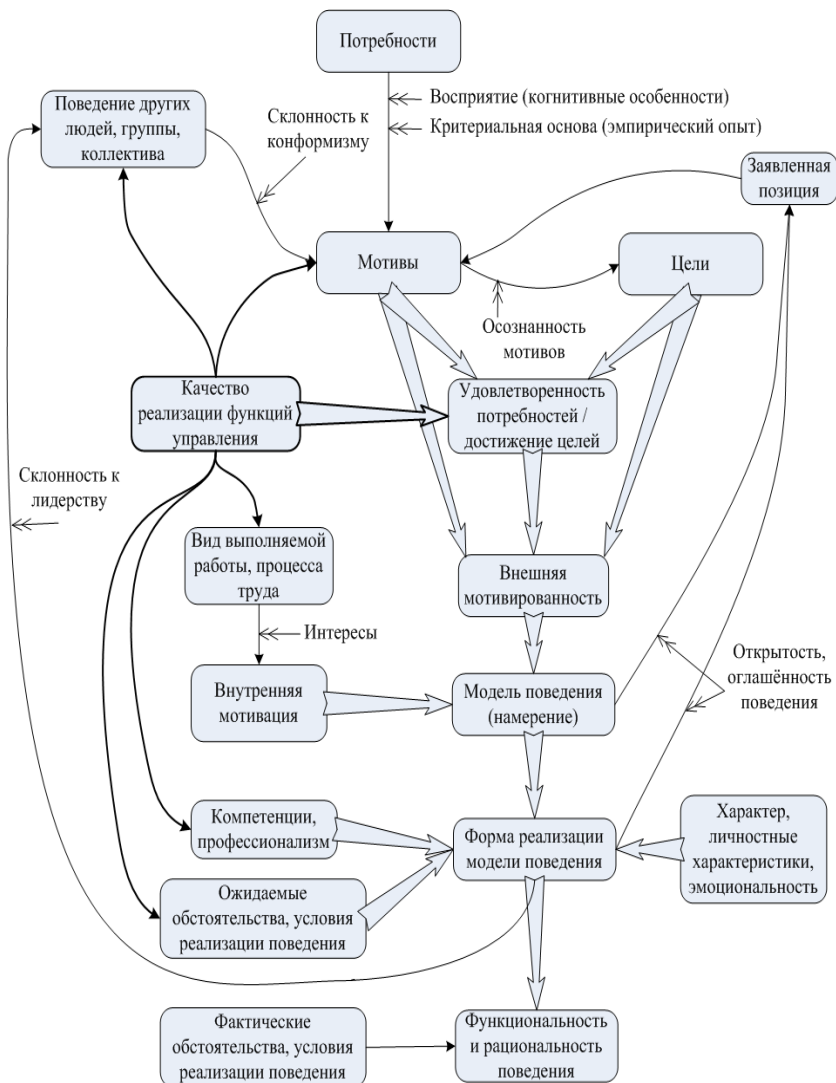 Потребности
Поведение других
людей, группы,
коллектива
Склонность к
конформизму
Восприятие (когнитивные особенности)
Критериальная основа (эмпирический опыт)
Заявленная
позиция
Мотивы
Цели
Осознанность
мотивов
Качество
реализации функций
управления
Удовлетворенность
потребностей /
достижение целей
Склонность к
лидерству
Вид выполняемой
работы, процесса
труда
Внешняя
мотивированность
Интересы
Открытость,
оглашённость
поведения
Внутренняя
мотивация
Модель поведения
(намерение)
Компетенции,
профессионализм
Форма реализации
модели поведения
Характер,
личностные
характеристики,
эмоциональность
Ожидаемые
обстоятельства, условия
реализации поведения
Фактические
обстоятельства, условия
реализации поведения
Функциональность
и рациональность
поведения